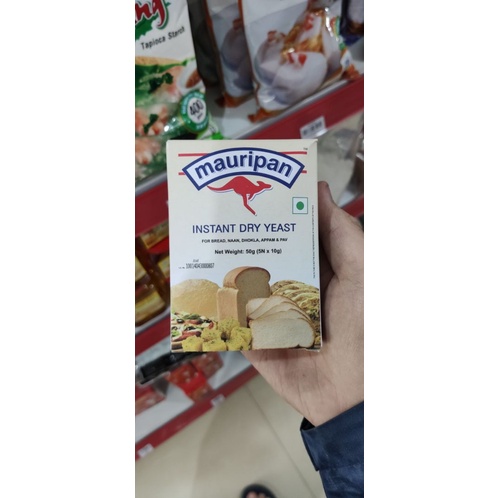 Tapioca Starch
mauripan
INSTANT DRY YEAST
FOR BREAD, NAAN, DHOKLA, APPAM & PAV
Net Weight: 50g (5N x 10g)